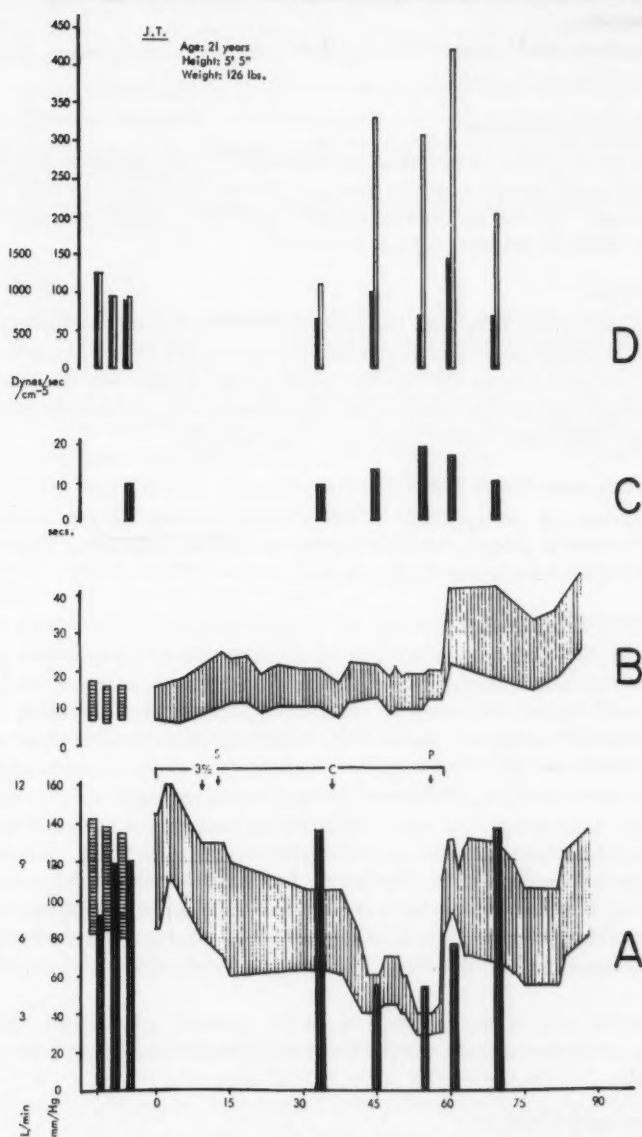 450
400
350
300
250
200
1500 150
1000 100
500 50
0
Dynes/sec
/cm-5
J.T.
Age: 21 years
Height: 5' 5"
Weight: 126 lbs.
D
20
10
0
secs.
C
40
30
20
10
0
B
S
3% C P
12 160
140
9 120
100
6 80
60
3 40
20
0
L/min
mm/Hg
A
0 15 30 45 60 75 90